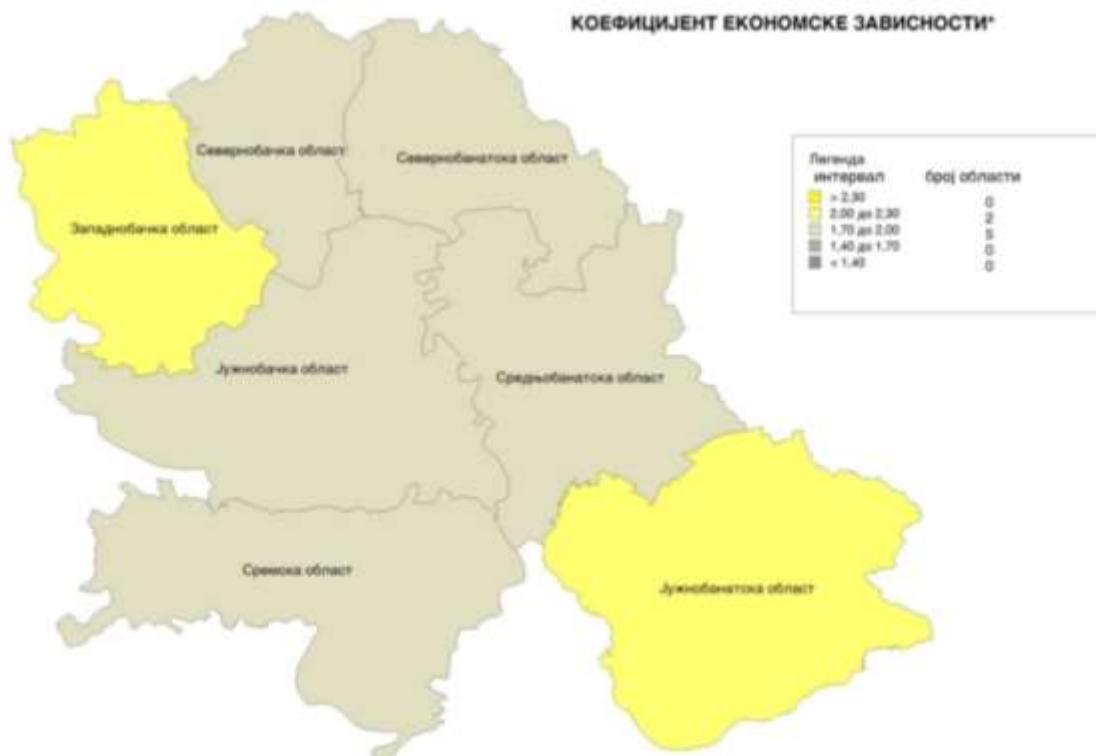 КОЕФИЦИЈЕНТ ЕКОНОМСКЕ ЗАВИСНОСТИ*
Севернобачка област
Севернобанатска област
Легенда
интервал број области
> 2,30 0
2,00 до 2,30 2
1,70 до 2,00 5
1,40 до 1,70 0
< 1,40 0
Западнобачка област
Јужнобачка област
Средњобанатска област
Сремска област
Јужнобанатска област